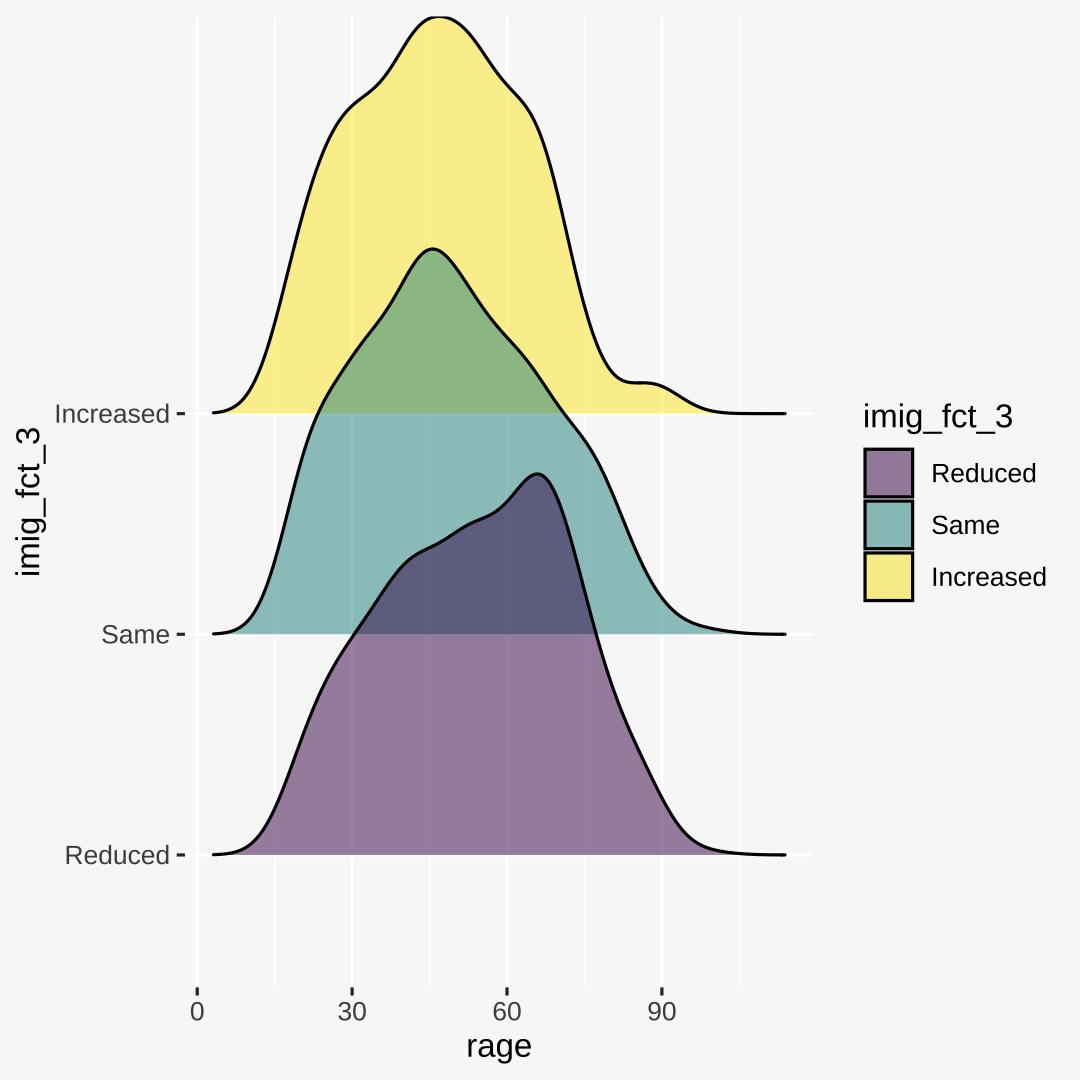 imig_fct_3
Increased
Same
Reduced
0 30 60 90
rage
imig_fct_3
Reduced
Same
Increased